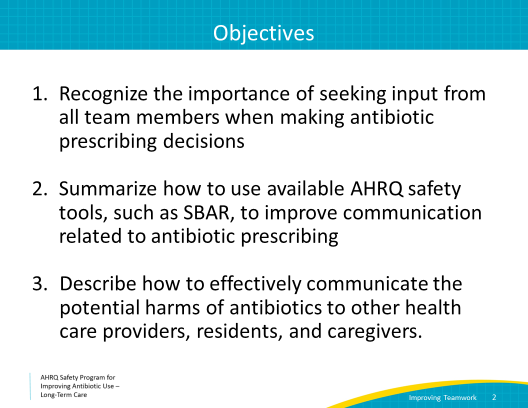 Objectives
1. Recognize the importance of seeking input from
all team members when making antibiotic
prescribing decisions
2. Summarize how to use available AHRQ safety
tools, such as SBAR, to improve communication
related to antibiotic prescribing
3. Describe how to effectively communicate the
potential harms of antibiotics to other health
care providers, residents, and caregivers.
AHRQ Safety Program for
Improving Antibiotic Use –
Long-Term Care
Improving Teamwork 2